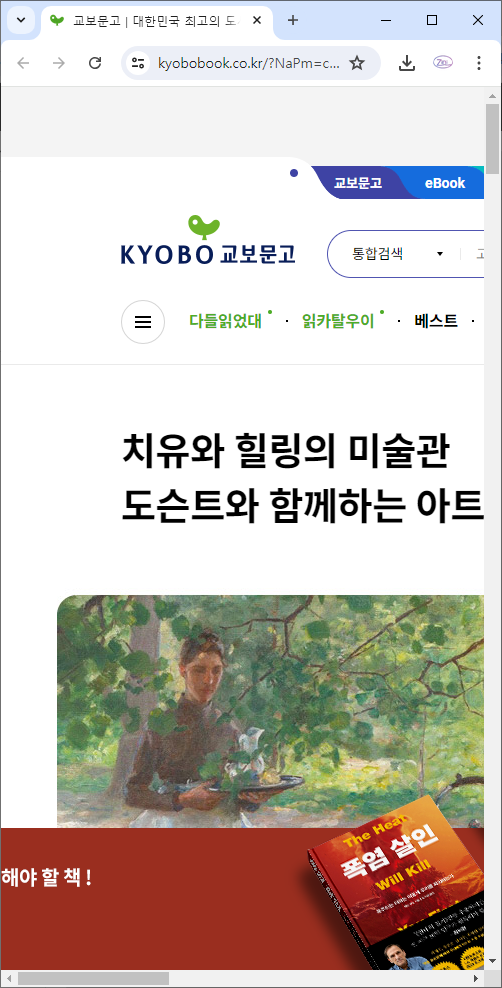 교보문고 | 대한민국 최고의 도
kyobobook.co.kr/?NaPm=c...
교보문고
eBook
KYOBO 교보문고
통합검색
다들읽었대
읽카탈우이
베스트
치유와 힐링의 미술관
도슨트와 함께하는 아트
해야 할 책 !
The Heat
폭염 살인
Will Kill